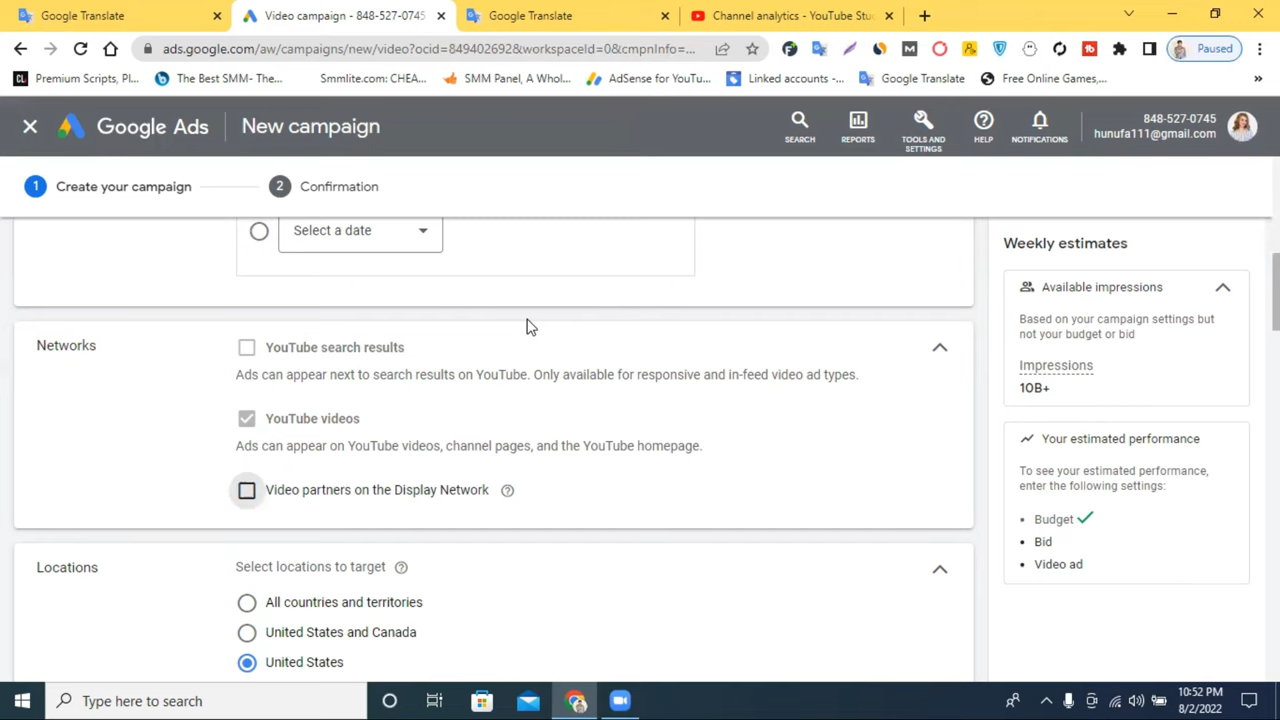 Google Translate
Video campaign - 848-527-0745
Google Translate
Channel analytics - YouTube Stu
ads.google.com/aw/campaigns/new/video?ocid=849402692&workspaceId=0&cmpnInfo=...
Paused
CL Premium Scripts, Pl...
The Best SMM- The...
Smmlite.com: CHEA...
SMM Panel, A Whol...
AdSense for YouTu...
Linked accounts -...
Google Translate
Free Online Games,...
Google Ads
New campaign
SEARCH
REPORTS
TOOLS AND SETTINGS
HELP
NOTIFICATIONS
848-527-0745
hunufa111@gmail.com
1 Create your campaign
2 Confirmation
Select a date
Weekly estimates
Available impressions
Based on your campaign settings but
not your budget or bid
Impressions
10B+
Networks
YouTube search results
Ads can appear next to search results on YouTube. Only available for responsive and in-feed video ad types.
YouTube videos
Ads can appear on YouTube videos, channel pages, and the YouTube homepage.
Video partners on the Display Network
Your estimated performance
To see your estimated performance,
enter the following settings:
• Budget
• Bid
• Video ad
Locations
Select locations to target
All countries and territories
United States and Canada
United States
Type here to search
10:52 PM
8/2/2022